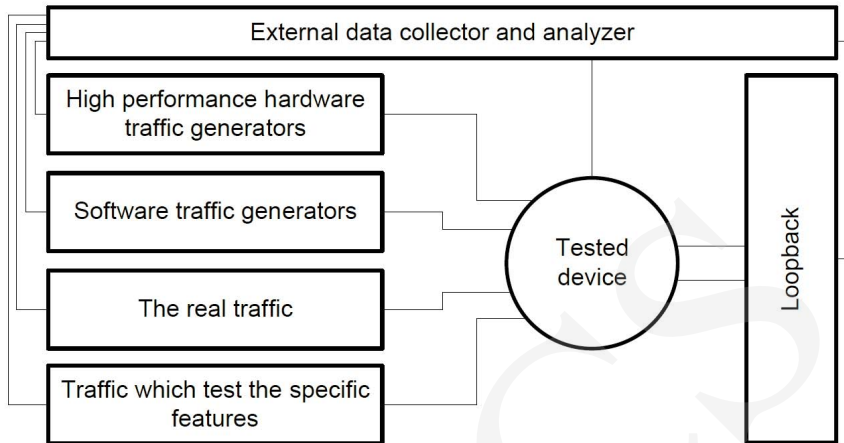 External data collector and analyzer
High performance hardware
traffic generators
Software traffic generators
The real traffic
Traffic which test the specific
features
Tested
device
Loopback